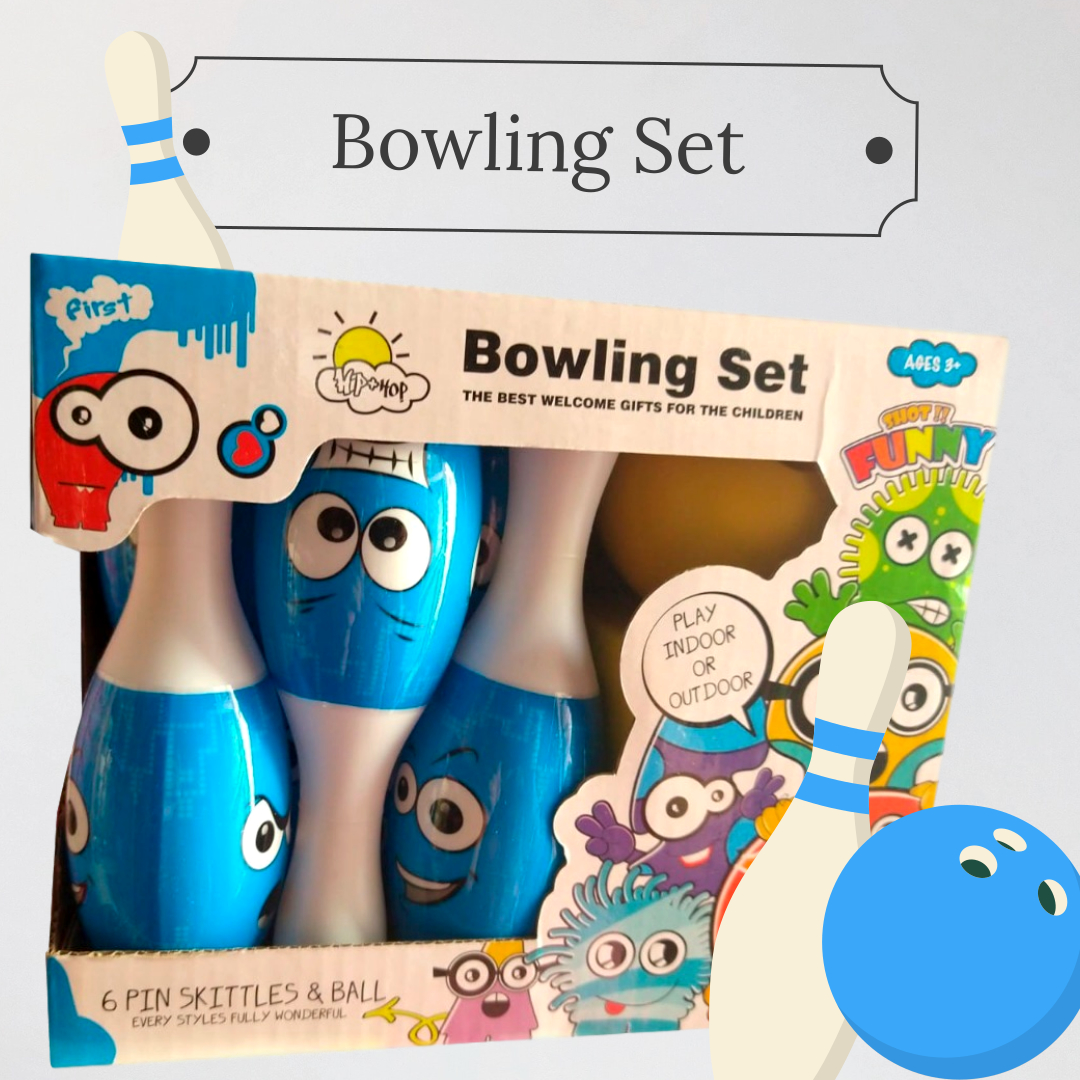 Bowling Set
First
Hip+Hop
Bowling Set
THE BEST WELCOME GIFTS FOR THE CHILDREN
AGES 3+
SHOT !!
FUNNY
PLAY
INDOOR
OR
OUTDOOR
6 PIN SKITTLES & BALL
EVERY STYLES FULLY WONDERFUL